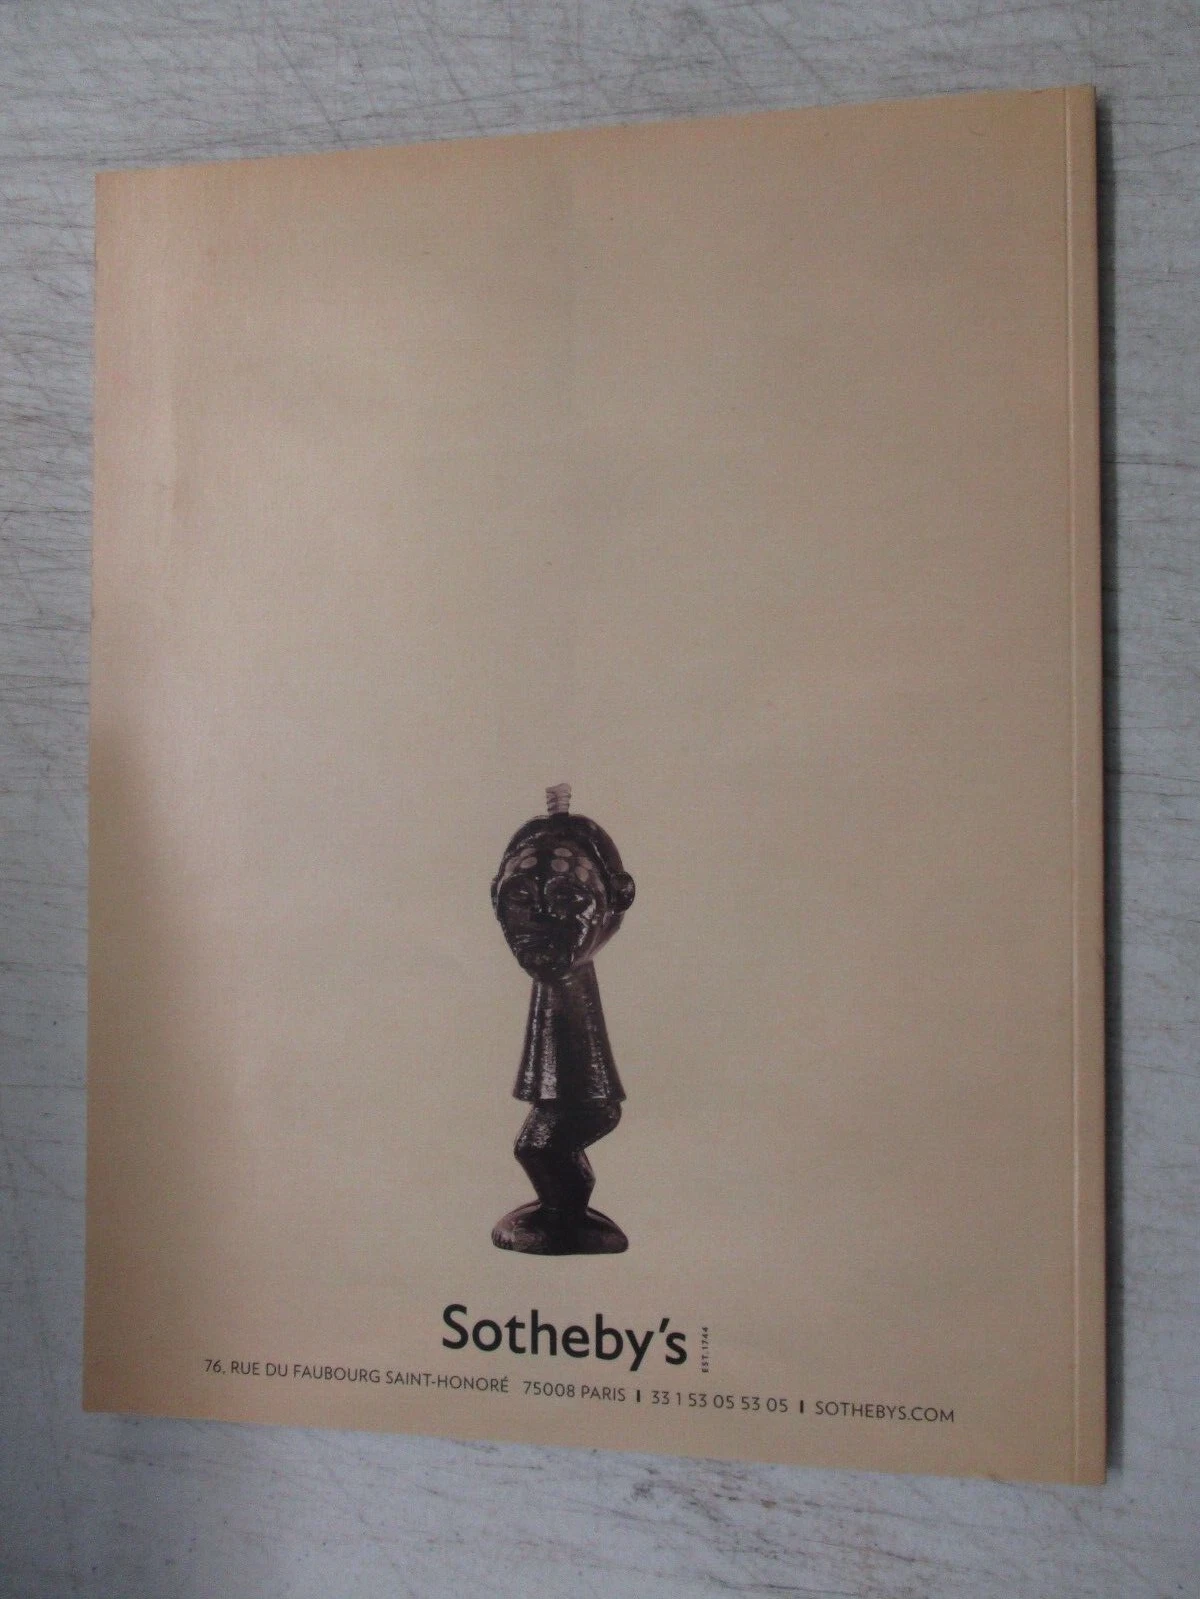 Sotheby's EST.1744
76, RUE DU FAUBOURG SAINT-HONORÉ 75008 PARIS I 33 1 53 05 53 05 I SOTHEBYS.COM